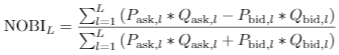 NOBI_L = \frac{\sum_{l=1}^{L} (P_{ask,l} * Q_{ask,l} − P_{bid,l} * Q_{bid,l})}{\sum_{l=1}^{L} (P_{ask,l} * Q_{ask,l} + P_{bid,l} * Q_{bid,l})}